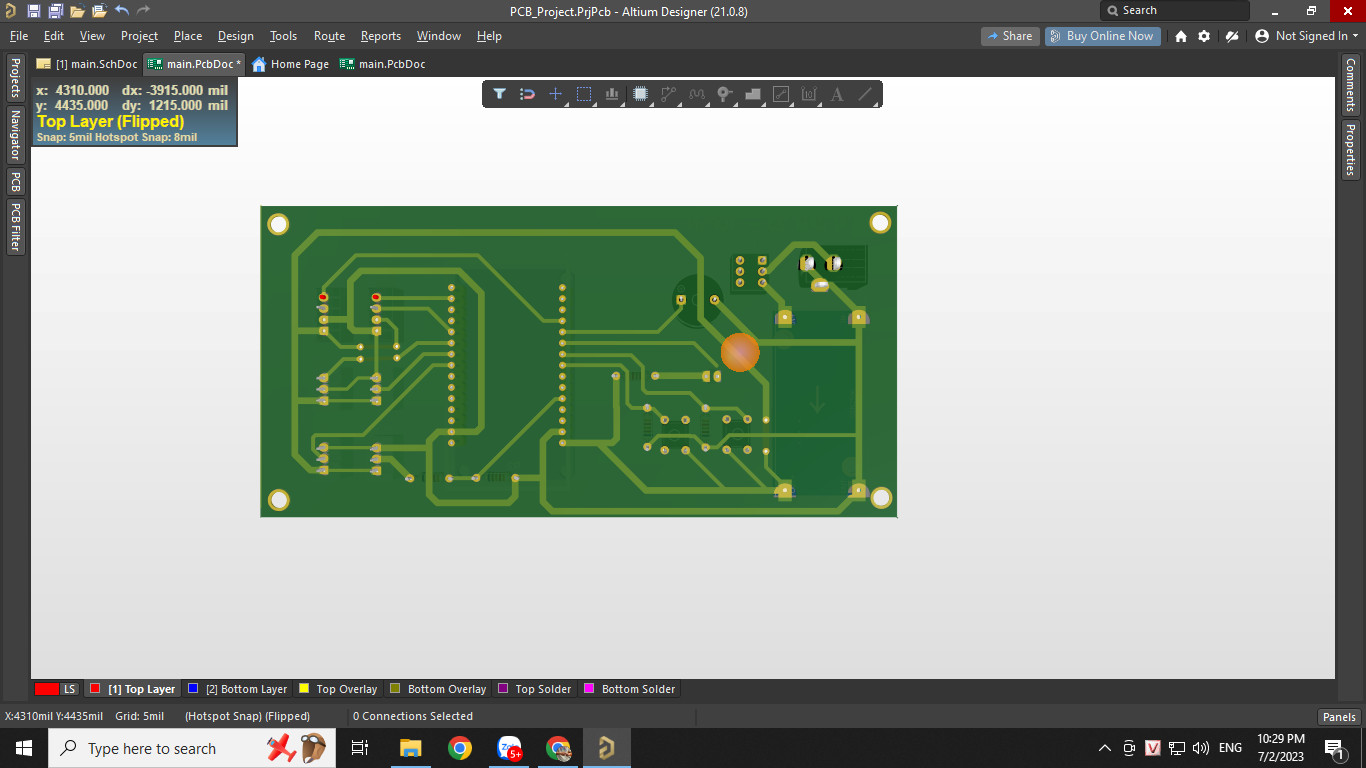 PCB_Project.PrjPcb - Altium Designer (21.0.8)
Search
File Edit View Project Place Design Tools Route Reports Window Help
Share
Buy Online Now
Not Signed In
[1] main.SchDoc
main.PcbDoc *
Home Page
main.PcbDoc
x: 4310.000 dx: -3915.000 mil
y: 4435.000 dy: 1215.000 mil
Top Layer (Flipped)
Snap: 5mil Hotspot Snap: 8mil
Projects
Navigator
PCB
PCB Filter
Comments
Properties
A
LS
[1] Top Layer
[2] Bottom Layer
Top Overlay
Bottom Overlay
Top Solder
Bottom Solder
X:4310mil Y:4435mil Grid: 5mil (Hotspot Snap) (Flipped)
0 Connections Selected
Panels
Type here to search
5+
V
ENG
10:29 PM
7/2/2023
1